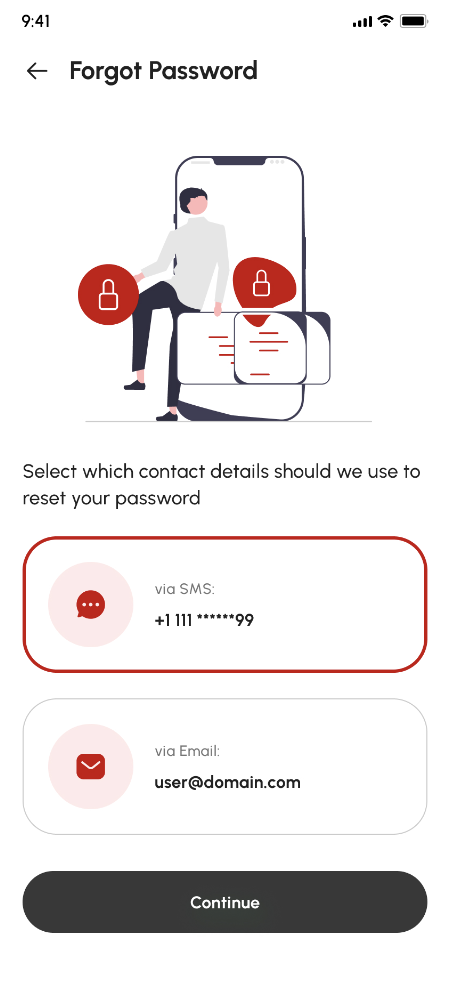 9:41
Forgot Password
Select which contact details should we use to
reset your password
via SMS:
+1 111 ******99
via Email:
user@domain.com
Continue